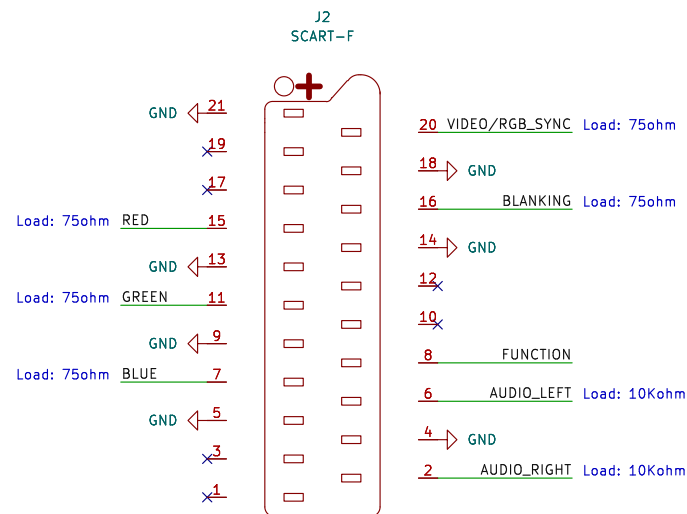 J2
SCART-F
GND 21
20 VIDEO/RGB_SYNC Load: 75ohm
19
18 GND
17
16 BLANKING Load: 75ohm
Load: 75ohm RED 15
14 GND
GND 13
12
Load: 75ohm GREEN 11
10
GND 9
8 FUNCTION
Load: 75ohm BLUE 7
6 AUDIO_LEFT Load: 10Kohm
GND 5
4 GND
3
2 AUDIO_RIGHT Load: 10Kohm
1